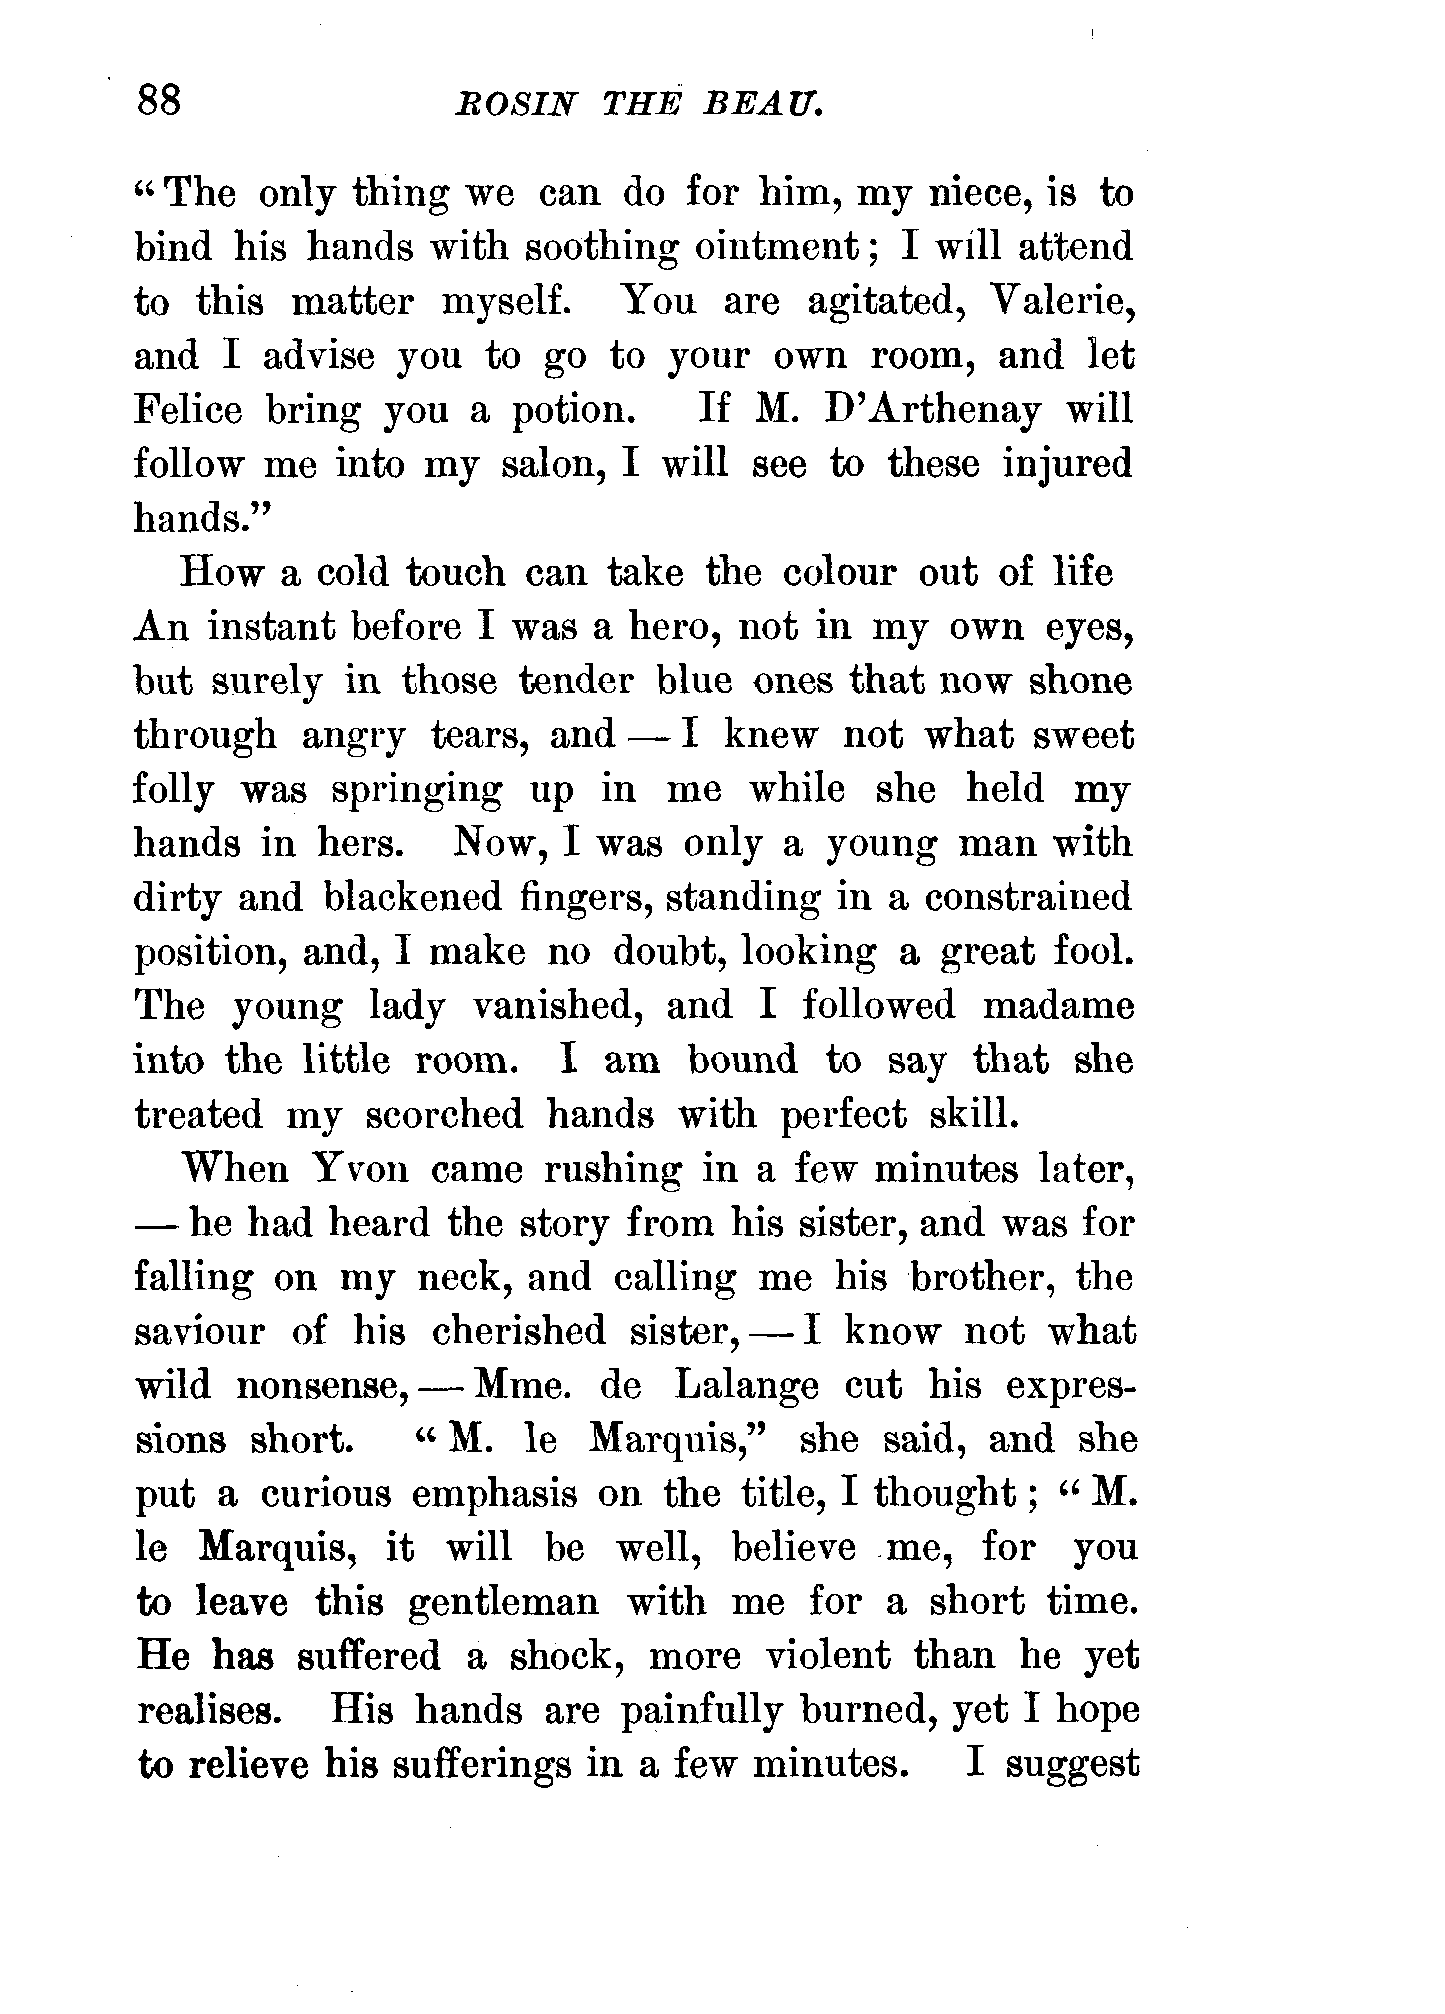 88 ROSIN THE BEAU.
“The only thing we can do for him, my niece, is to
bind his hands with soothing ointment; I will attend
to this matter myself. You are agitated, Valerie,
and I advise you to go to your own room, and let
Felice bring you a potion. If M. D’Arthenay will
follow me into my salon, I will see to these injured
hands.”
How a cold touch can take the colour out of life
An instant before I was a hero, not in my own eyes,
but surely in those tender blue ones that now shone
through angry tears, and — I knew not what sweet
folly was springing up in me while she held my
hands in hers. Now, I was only a young man with
dirty and blackened fingers, standing in a constrained
position, and, I make no doubt, looking a great fool.
The young lady vanished, and I followed madame
into the little room. I am bound to say that she
treated my scorched hands with perfect skill.
When Yvon came rushing in a few minutes later,
— he had heard the story from his sister, and was for
falling on my neck, and calling me his brother, the
saviour of his cherished sister, — I know not what
wild nonsense, — Mme. de Lalange cut his expres-
sions short. “M. le Marquis,” she said, and she
put a curious emphasis on the title, I thought; “M.
le Marquis, it will be well, believe me, for you
to leave this gentleman with me for a short time.
He has suffered a shock, more violent than he yet
realises. His hands are painfully burned, yet I hope
to relieve his sufferings in a few minutes. I suggest